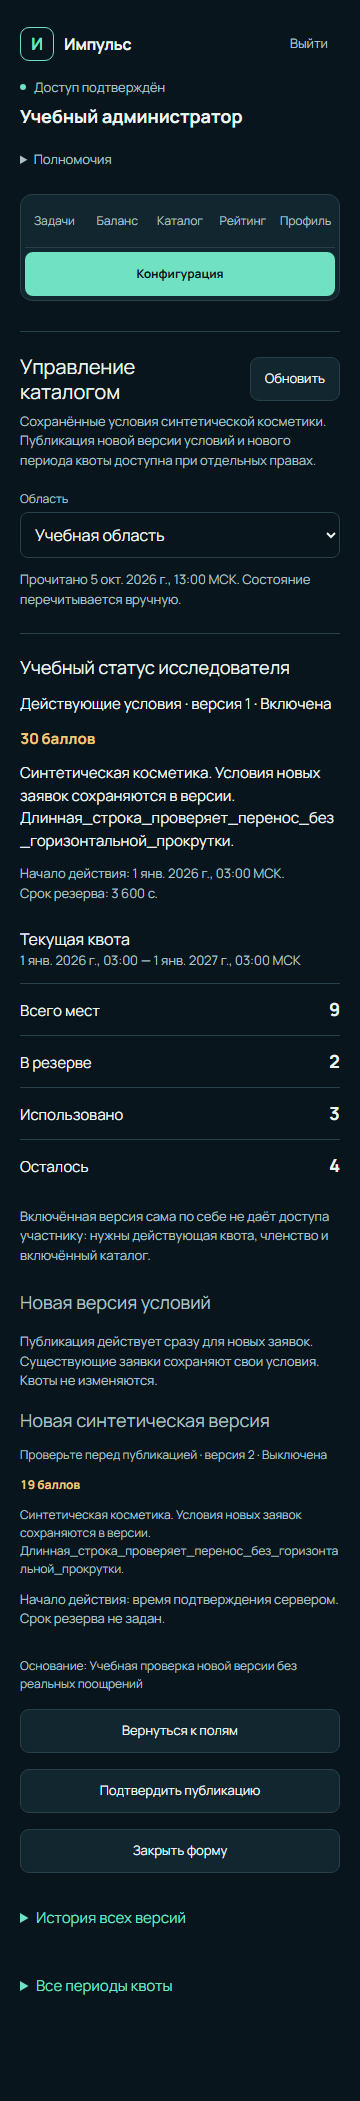 И Импульс Выйти
Доступ подтверждён
Учебный администратор
Полномочия
Задачи Баланс Каталог Рейтинг Профиль
Конфигурация
Управление
каталогом
Обновить
Сохранённые условия синтетической косметики.
Публикация новой версии условий и нового
периода квоты доступна при отдельных правах.
Область
Учебная область
Прочитано 5 окт. 2026 г., 13:00 МСК. Состояние
перечитывается вручную.
Учебный статус исследователя
Действующие условия · версия 1 · Включена
30 баллов
Синтетическая косметика. Условия новых
заявок сохраняются в версии.
Длинная_строка_проверяет_перенос_без
_горизонтальной_прокрутки.
Начало действия: 1 янв. 2026 г., 03:00 МСК.
Срок резерва: 3 600 с.
Текущая квота
1 янв. 2026 г., 03:00 — 1 янв. 2027 г., 03:00 МСК
Всего мест 9
В резерве 2
Использовано 3
Осталось 4
Включённая версия сама по себе не даёт доступа
участнику: нужны действующая квота, членство и
включённый каталог.
Новая версия условий
Публикация действует сразу для новых заявок.
Существующие заявки сохраняют свои условия.
Квоты не изменяются.
Новая синтетическая версия
Проверьте перед публикацией · версия 2 · Выключена
19 баллов
Синтетическая косметика. Условия новых заявок
сохраняются в версии.
Длинная_строка_проверяет_перенос_без_горизонта
льной_прокрутки.
Начало действия: время подтверждения сервером.
Срок резерва не задан.
Основание: Учебная проверка новой версии без
реальных поощрений
Вернуться к полям
Подтвердить публикацию
Закрыть форму
История всех версий
Все периоды квоты